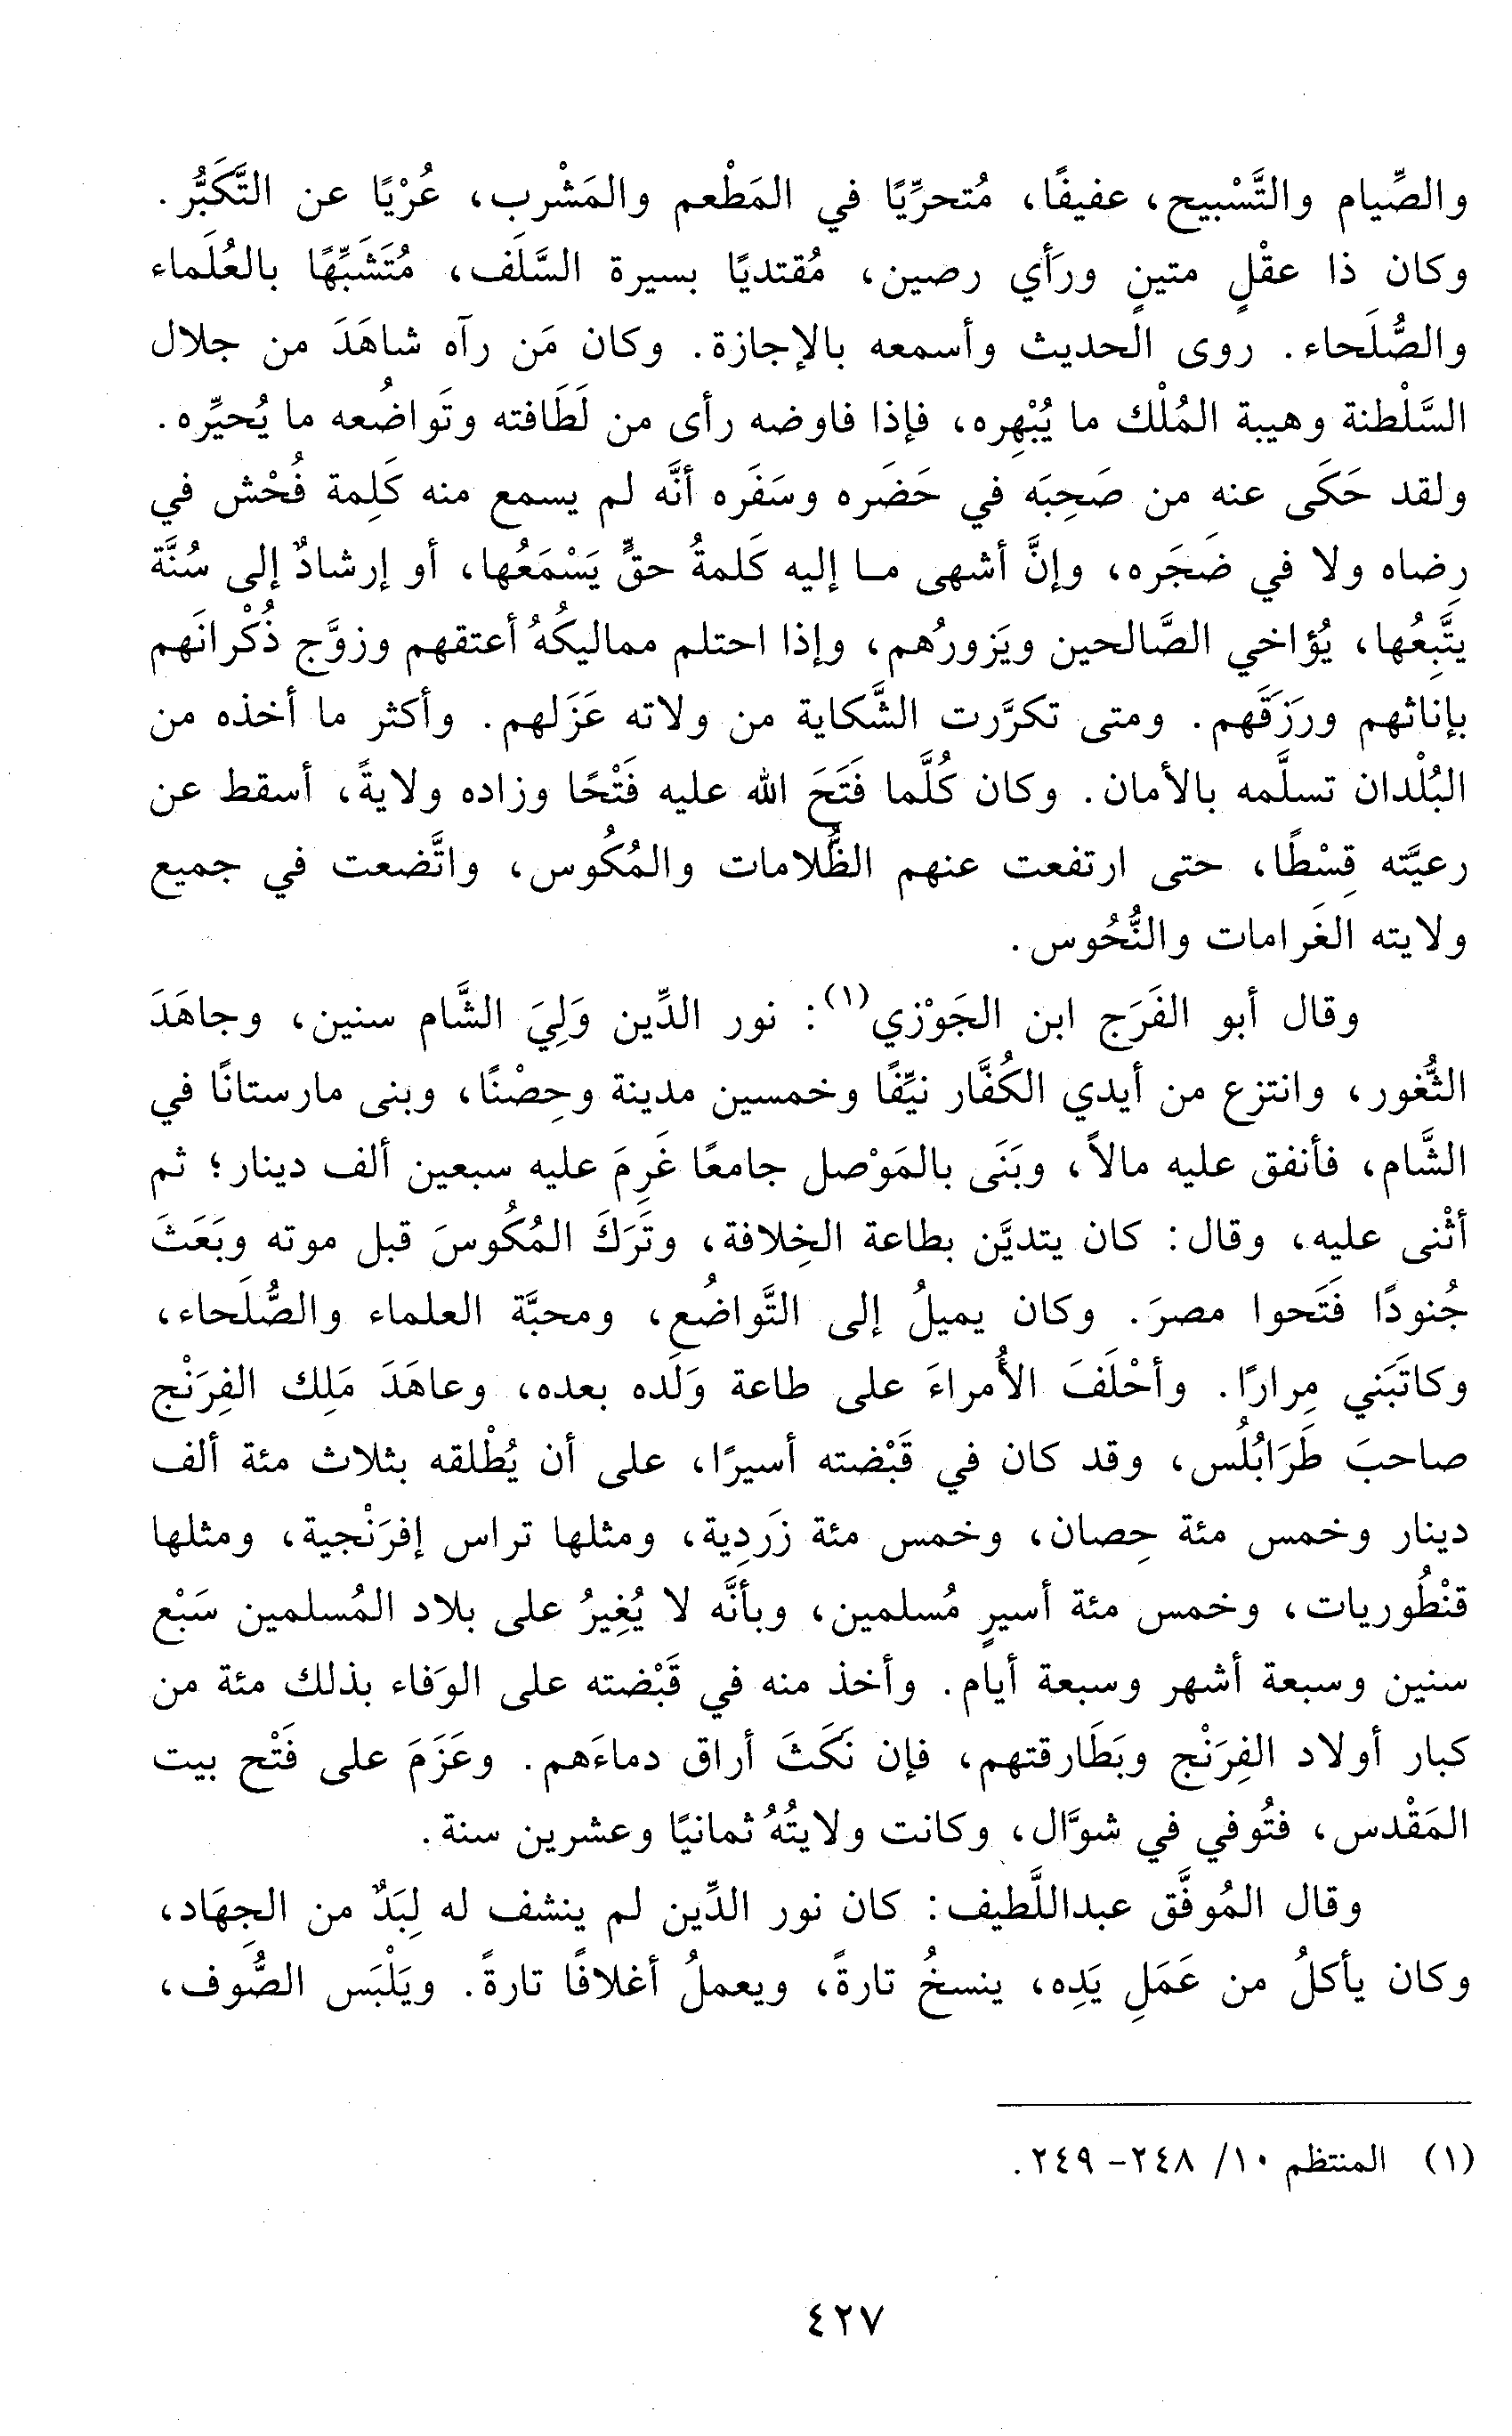 والصِّيام والتَّسْبيح، عفيفًا، مُتحرِّيًا في المَطْعم والمَشْرب، عُرْيًا عن التَّكَبُّر.
وكان ذا عقْلٍ متينٍ ورَأي رصين، مُقتديًا بسيرة السَّلَف، مُتَشَبِّهًا بالعُلَماء
والصُّلَحاء. روى الحديث وأسمعه بالإجازة. وكان مَن رآه شاهَدَ من جلال
السَّلْطنة وهيبة المُلْك ما يُبْهِره، فإذا فاوضه رأى من لَطَافته وتَواضُعه ما يُحيِّره.
ولقد حَكَى عنه من صَحِبَه في حَضَره وسَفَره أنَّه لم يسمع منه كَلِمة فُحْش في
رِضاه ولا في ضَجَره، وإنَّ أشهى ما إليه كَلمةُ حقٍّ يَسْمَعُها، أو إرشادٌ إلى سُنَّة
يتَّبِعُها، يُؤاخي الصَّالحين ويَزورُهم، وإذا احتلم مماليكُهُ أعتقهم وزوَّج ذُكْرانَهم
بإناثهم ورَزَقَهم. ومتى تكرَّرت الشَّكاية من ولاته عَزَلهم. وأكثر ما أخذه من
البُلْدان تسلَّمه بالأمان. وكان كُلَّما فَتَحَ الله عليه فَتْحًا وزاده ولايةً، أسقط عن
رعيَّته قِسْطًا، حتى ارتفعت عنهم الظُّلامات والمُكُوس، واتَّضعت في جميع
ولايته الغَرامات والنُّحُوس.
وقال أبو الفَرَج ابن الجَوْزي(١): نور الدِّين وَلِيَ الشَّام سنين، وجاهَدَ
الثُّغور، وانتزع من أيدي الكُفَّار نيِّفًا وخمسين مدينة وحِصْنًا، وبنى مارستانًا في
الشَّام، فأنفق عليه مالاً، وبَنَى بالمَوْصل جامعًا غَرِمَ عليه سبعين ألف دينار؛ ثم
أثْنى عليه، وقال: كان يتديَّن بطاعة الخِلافة، وتَرَكَ المُكُوسَ قبل موته وبَعَثَ
جُنودًا فَتَحوا مصرَ. وكان يميلُ إلى التَّواضُع، ومحبَّة العلماء والصُّلَحاء،
وكاتَبَني مِرارًا. وأحْلَفَ الأُمراءَ على طاعة وَلَده بعده، وعاهَدَ مَلِك الفِرَنْج
صاحبَ طَرَابُلُس، وقد كان في قَبْضته أسيرًا، على أن يُطْلقه بثلاث مئة ألف
دينار وخمس مئة حِصان، وخمس مئة زَردِية، ومثلها تراس إفرَنْجية، ومثلها
قنْطُوريات، وخمس مئة أسيرٍ مُسلمين، وبأنَّه لا يُغِيرُ على بلاد المُسلمين سَبْع
سنين وسبعة أشهر وسبعة أيام. وأخذ منه في قَبْضته على الوَفاء بذلك مئة من
كبار أولاد الفِرَنْج وبَطَارقتهم، فإن نَكَثَ أراق دماءَهم. وعَزَمَ على فَتْح بيت
المَقْدس، فتُوفي في شوَّال، وكانت ولايتُهُ ثمانيًا وعشرين سنة.
وقال المُوفَّق عبداللَّطيف: كان نور الدِّين لم ينشف له لِبَدٌ من الجِهَاد،
وكان يأكلُ من عَمَلِ يَدِه، ينسخُ تارةً، ويعملُ أغلافًا تارةً. ويَلْبَس الصُّوف،
(١) المنتظم ١٠/ ٢٤٨- ٢٤٩.
٤٢٧